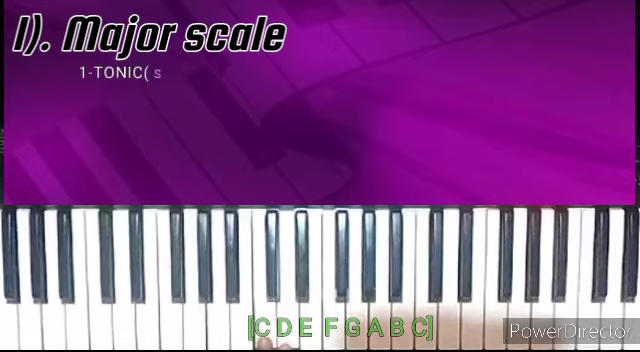 I). Major scale
1-TONIC( s
[C D E F G A B C]
PowerDirector